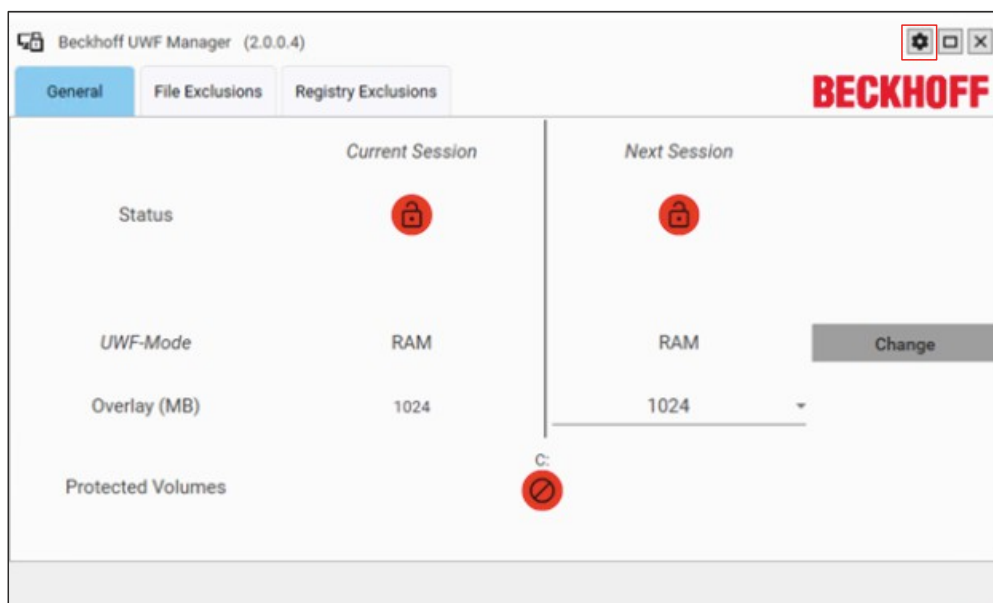 Beckhoff UWF Manager (2.0.0.4)
General File Exclusions Registry Exclusions
BECKHOFF
Current Session Next Session
Status
UWF-Mode RAM RAM Change
Overlay (MB) 1024 1024
C:
Protected Volumes